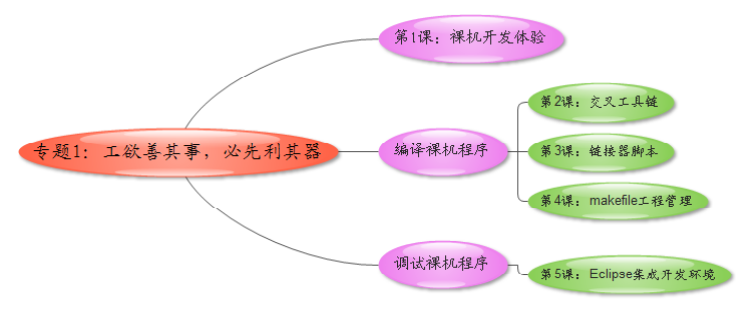 第1课：裸机开发体验
专题1：工欲善其事，必先利其器
编译裸机程序
第2课：交叉工具链
第3课：链接器脚本
第4课：makefile工程管理
调试裸机程序
第5课：Eclipse集成开发环境